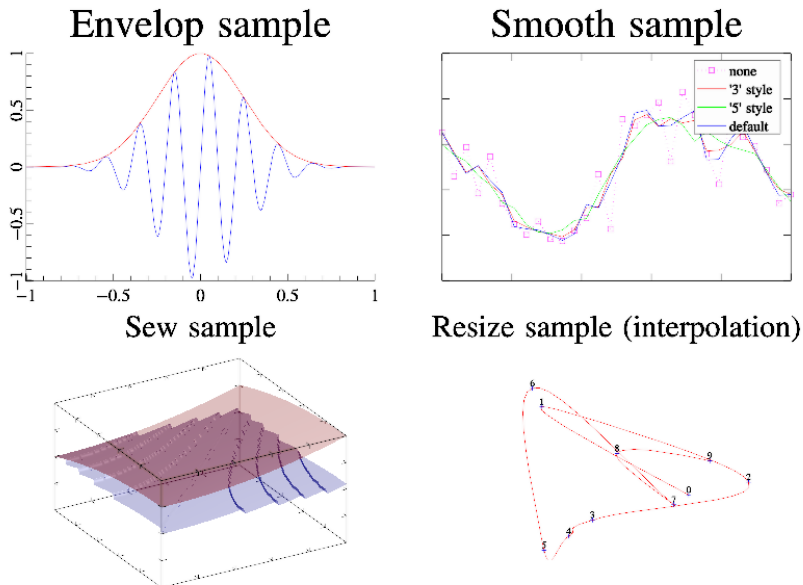 Envelop sample
1
0.5
0
−0.5
−1
−1
−0.5
0
0.5
1
Smooth sample
none
'3' style
'5' style
default
Sew sample
Resize sample (interpolation)
6
1
8
9
2
0
7
3
4
5